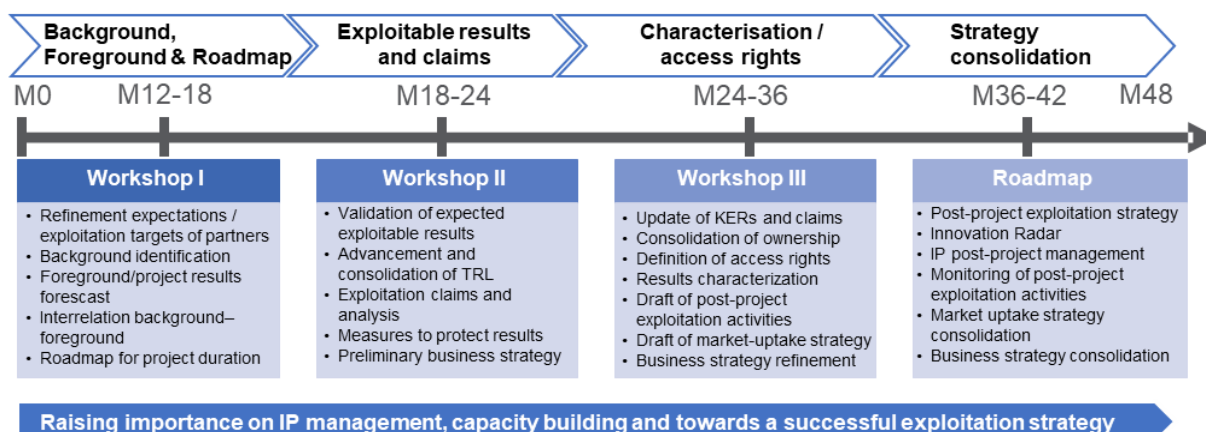 Background,
Foreground & Roadmap
Exploitable results
and claims
Characterisation /
access rights
Strategy
consolidation
M0
M12-18
M18-24
M24-36
M36-42
M48
Workshop I
• Refinement expectations /
exploitation targets of partners
• Background identification
• Foreground/project results
forescast
• Interrelation background–
foreground
• Roadmap for project duration
Workshop II
• Validation of expected
exploitable results
• Advancement and
consolidation of TRL
• Exploitation claims and
analysis
• Measures to protect results
• Preliminary business strategy
Workshop III
• Update of KERs and claims
• Consolidation of ownership
• Definition of access rights
• Results characterization
• Draft of post-project
exploitation activities
• Draft of market-uptake strategy
• Business strategy refinement
Roadmap
• Post-project exploitation strategy
• Innovation Radar
• IP post-project management
• Monitoring of post-project
exploitation activities
• Market uptake strategy
consolidation
• Business strategy consolidation
Raising importance on IP management, capacity building and towards a successful exploitation strategy